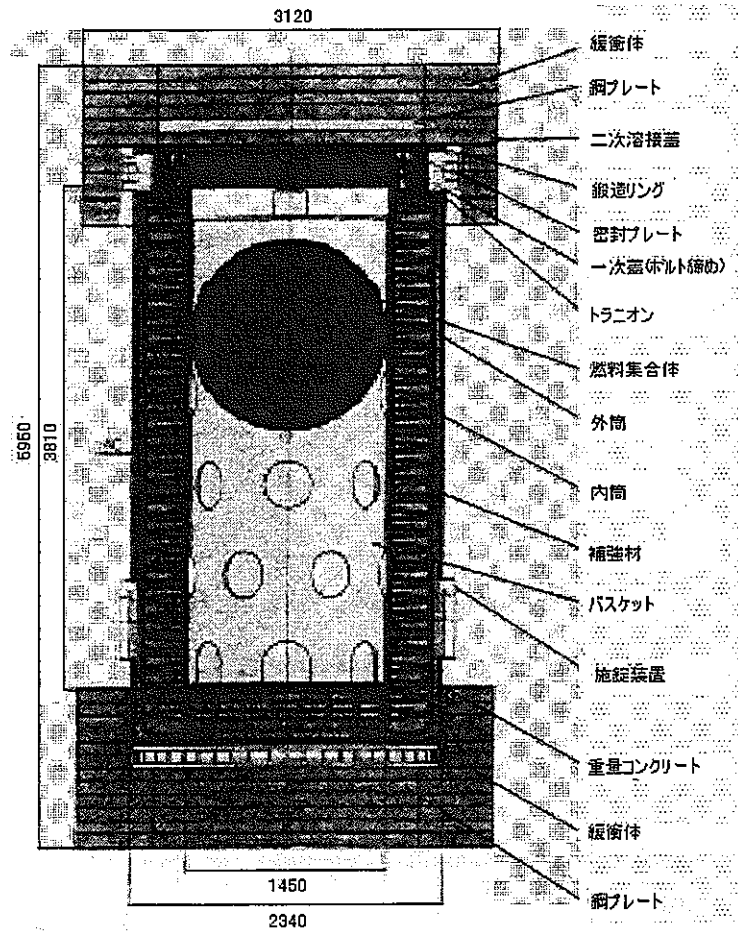 3120
緩衝体
鋼プレート
二次溶接蓋
鍛造リング
密封プレート
一次蓋(ボルト締め)
トラニオン
燃料集合体
外筒
内筒
補強材
バスケット
施錠装置
重量コンクリート
緩衝体
鋼プレート
5950
3810
1450
2340